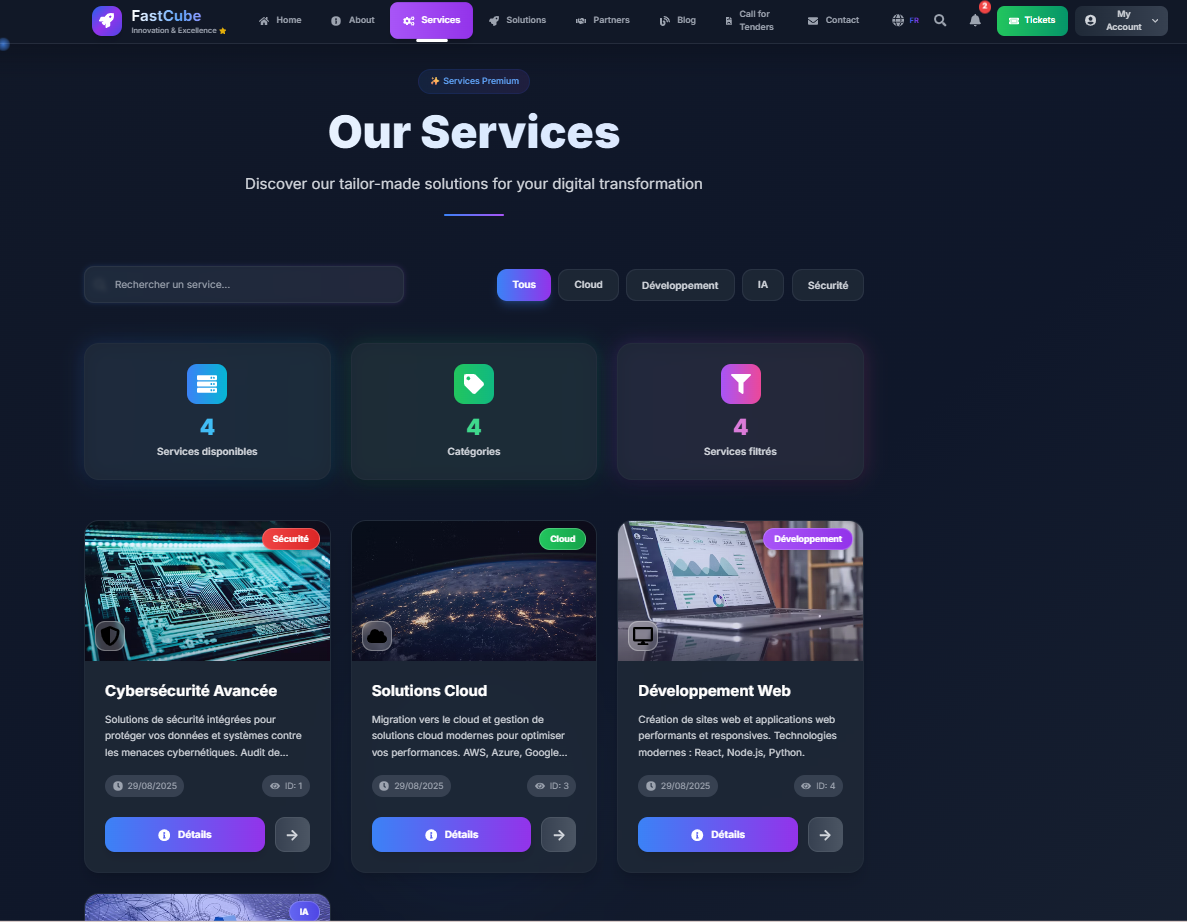 FastCube
Innovation & Excellence ⭐
Home
About
Services
Solutions
Partners
Blog
Call for
Tenders
Contact
FR
2
Tickets
My
Account
✨ Services Premium
Our Services
Discover our tailor-made solutions for your digital transformation
Rechercher un service...
Tous
Cloud
Développement
IA
Sécurité
4
Services disponibles
4
Catégories
4
Services filtrés
Sécurité
Cloud
Développement
Cybersécurité Avancée
Solutions de sécurité intégrées pour
protéger vos données et systèmes contre
les menaces cybernétiques. Audit de...
29/08/2025
ID: 1
Détails
Solutions Cloud
Migration vers le cloud et gestion de
solutions cloud modernes pour optimiser
vos performances. AWS, Azure, Google...
29/08/2025
ID: 3
Détails
Développement Web
Création de sites web et applications web
performants et responsives. Technologies
modernes : React, Node.js, Python.
29/08/2025
ID: 4
Détails
IA